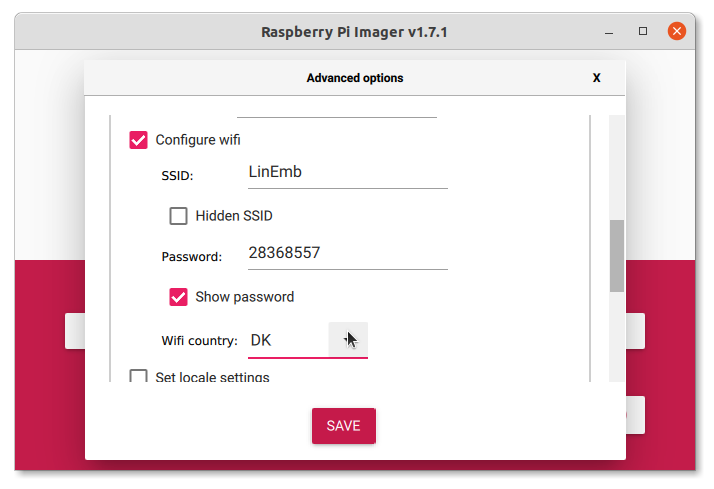 Raspberry Pi Imager v1.7.1
Advanced options
X
Configure wifi
SSID: LinEmb
Hidden SSID
Password: 28368557
Show password
Wifi country: DK
Set locale settings
SAVE